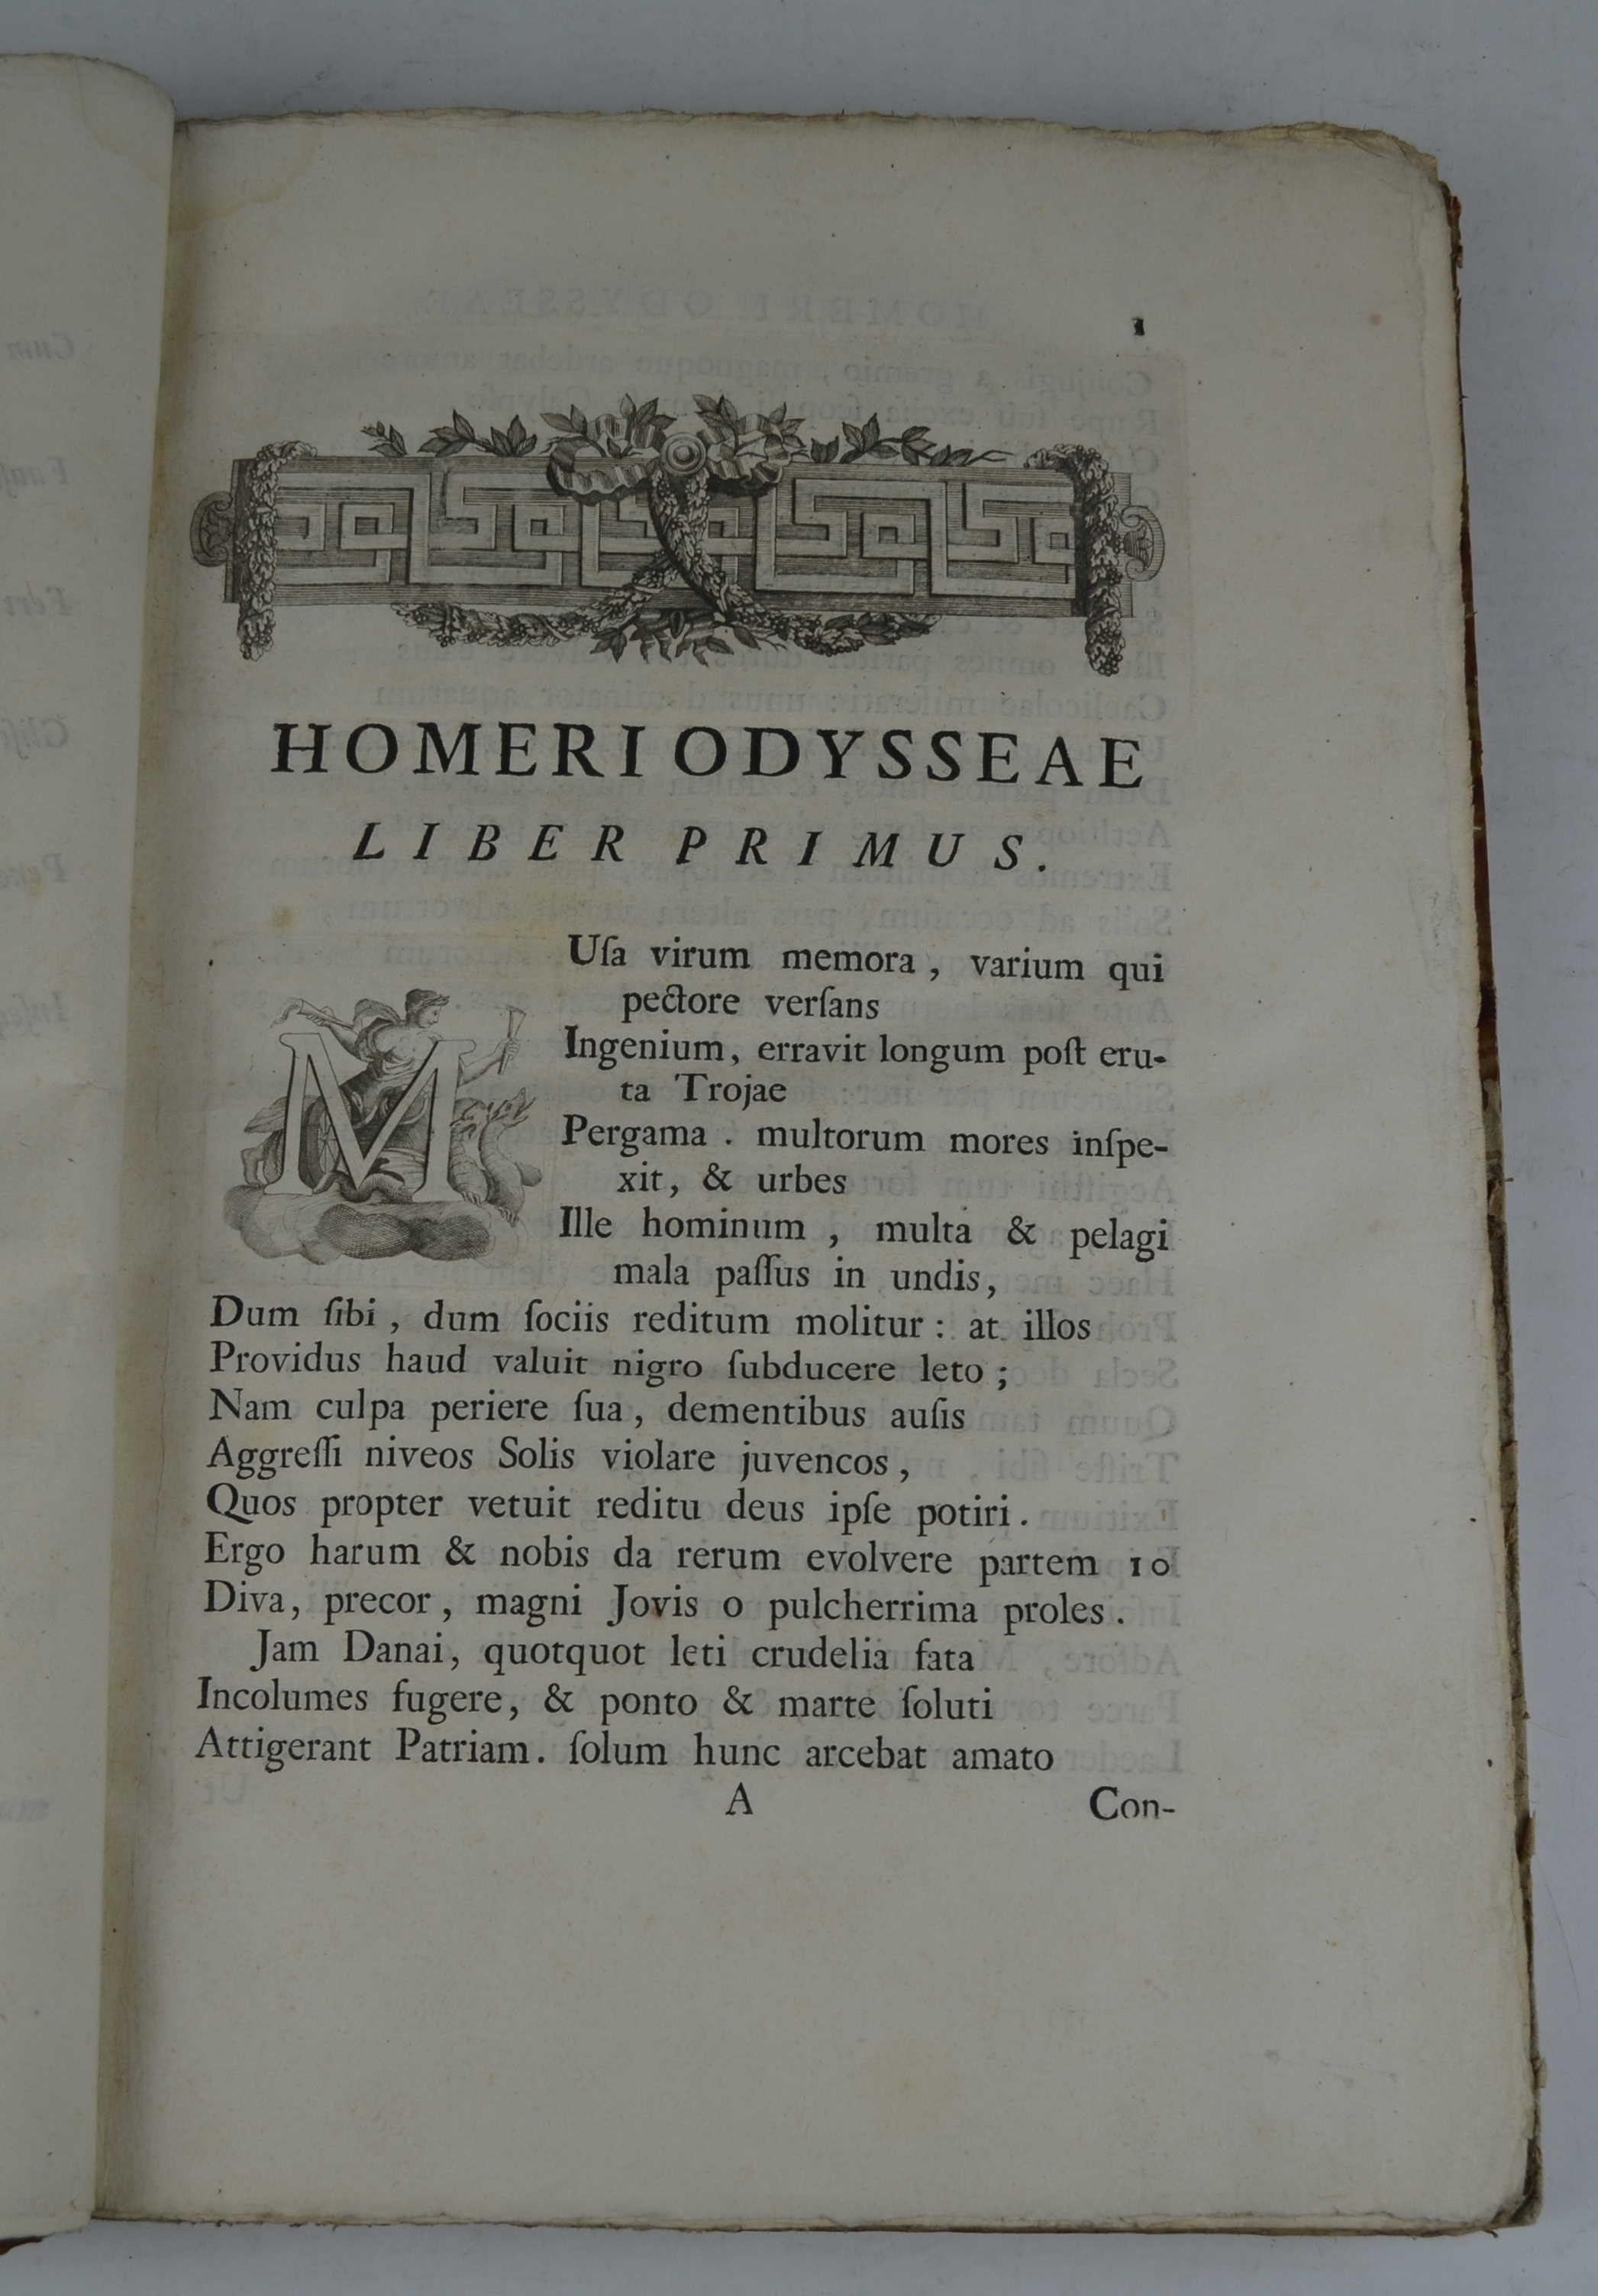 1
HOMERI ODYSSEAE
LIBER PRIMUS.
MUſa virum memora, varium qui
pectore verſans
Ingenium, erravit longum poſt eru-
ta Trojae
Pergama. multorum mores inſpe-
xit, & urbes
Ille hominum, multa & pelagi
mala paſſus in undis,
Dum ſibi, dum ſociis reditum molitur: at illos
Providus haud valuit nigro ſubducere leto;
Nam culpa periere ſua, dementibus auſis
Aggreſſi niveos Solis violare juvencos,
Quos propter vetuit reditu deus ipſe potiri.
Ergo harum & nobis da rerum evolvere partem 10
Diva, precor, magni Jovis o pulcherrima proles.
Jam Danai, quotquot leti crudelia fata
Incolumes fugere, & ponto & marte ſoluti
Attigerant Patriam. ſolum hunc arcebat amato
A Con-